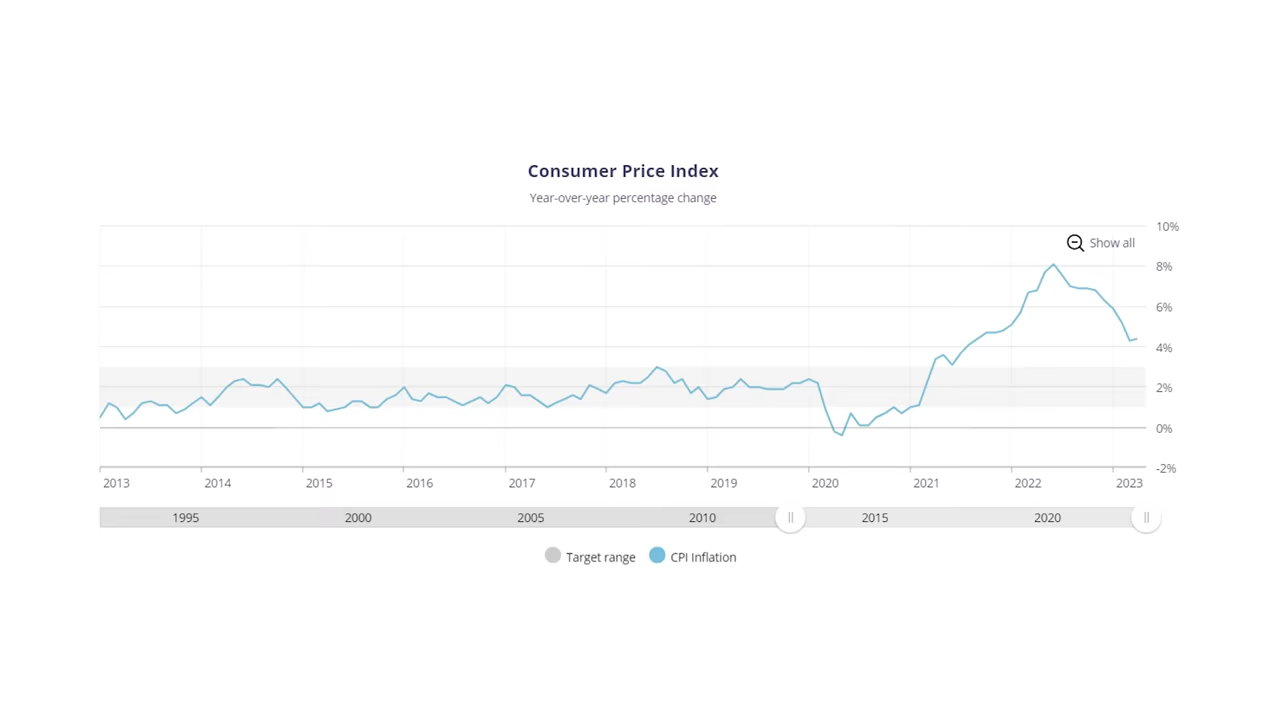 Consumer Price Index
Year-over-year percentage change
10%
Show all
8%
6%
4%
2%
0%
-2%
2013 2014 2015 2016 2017 2018 2019 2020 2021 2022 2023
1995 2000 2005 2010 2015 2020
Target range CPI Inflation